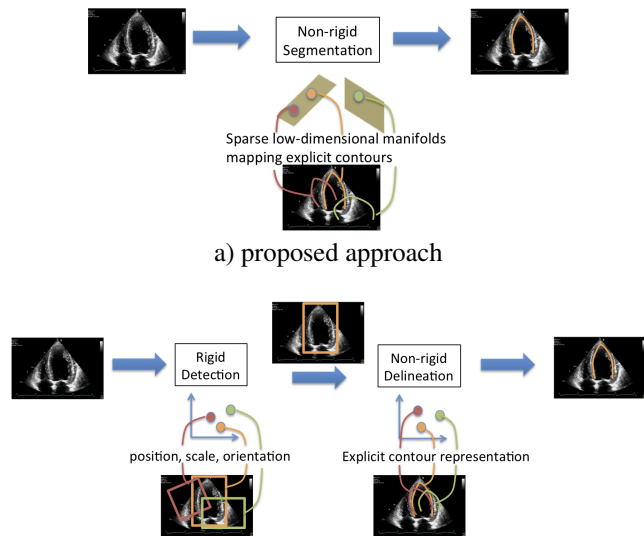 Non-rigid
Segmentation
Sparse low-dimensional manifolds
mapping explicit contours
a) proposed approach
Rigid
Detection
Non-rigid
Delineation
position, scale, orientation
Explicit contour representation